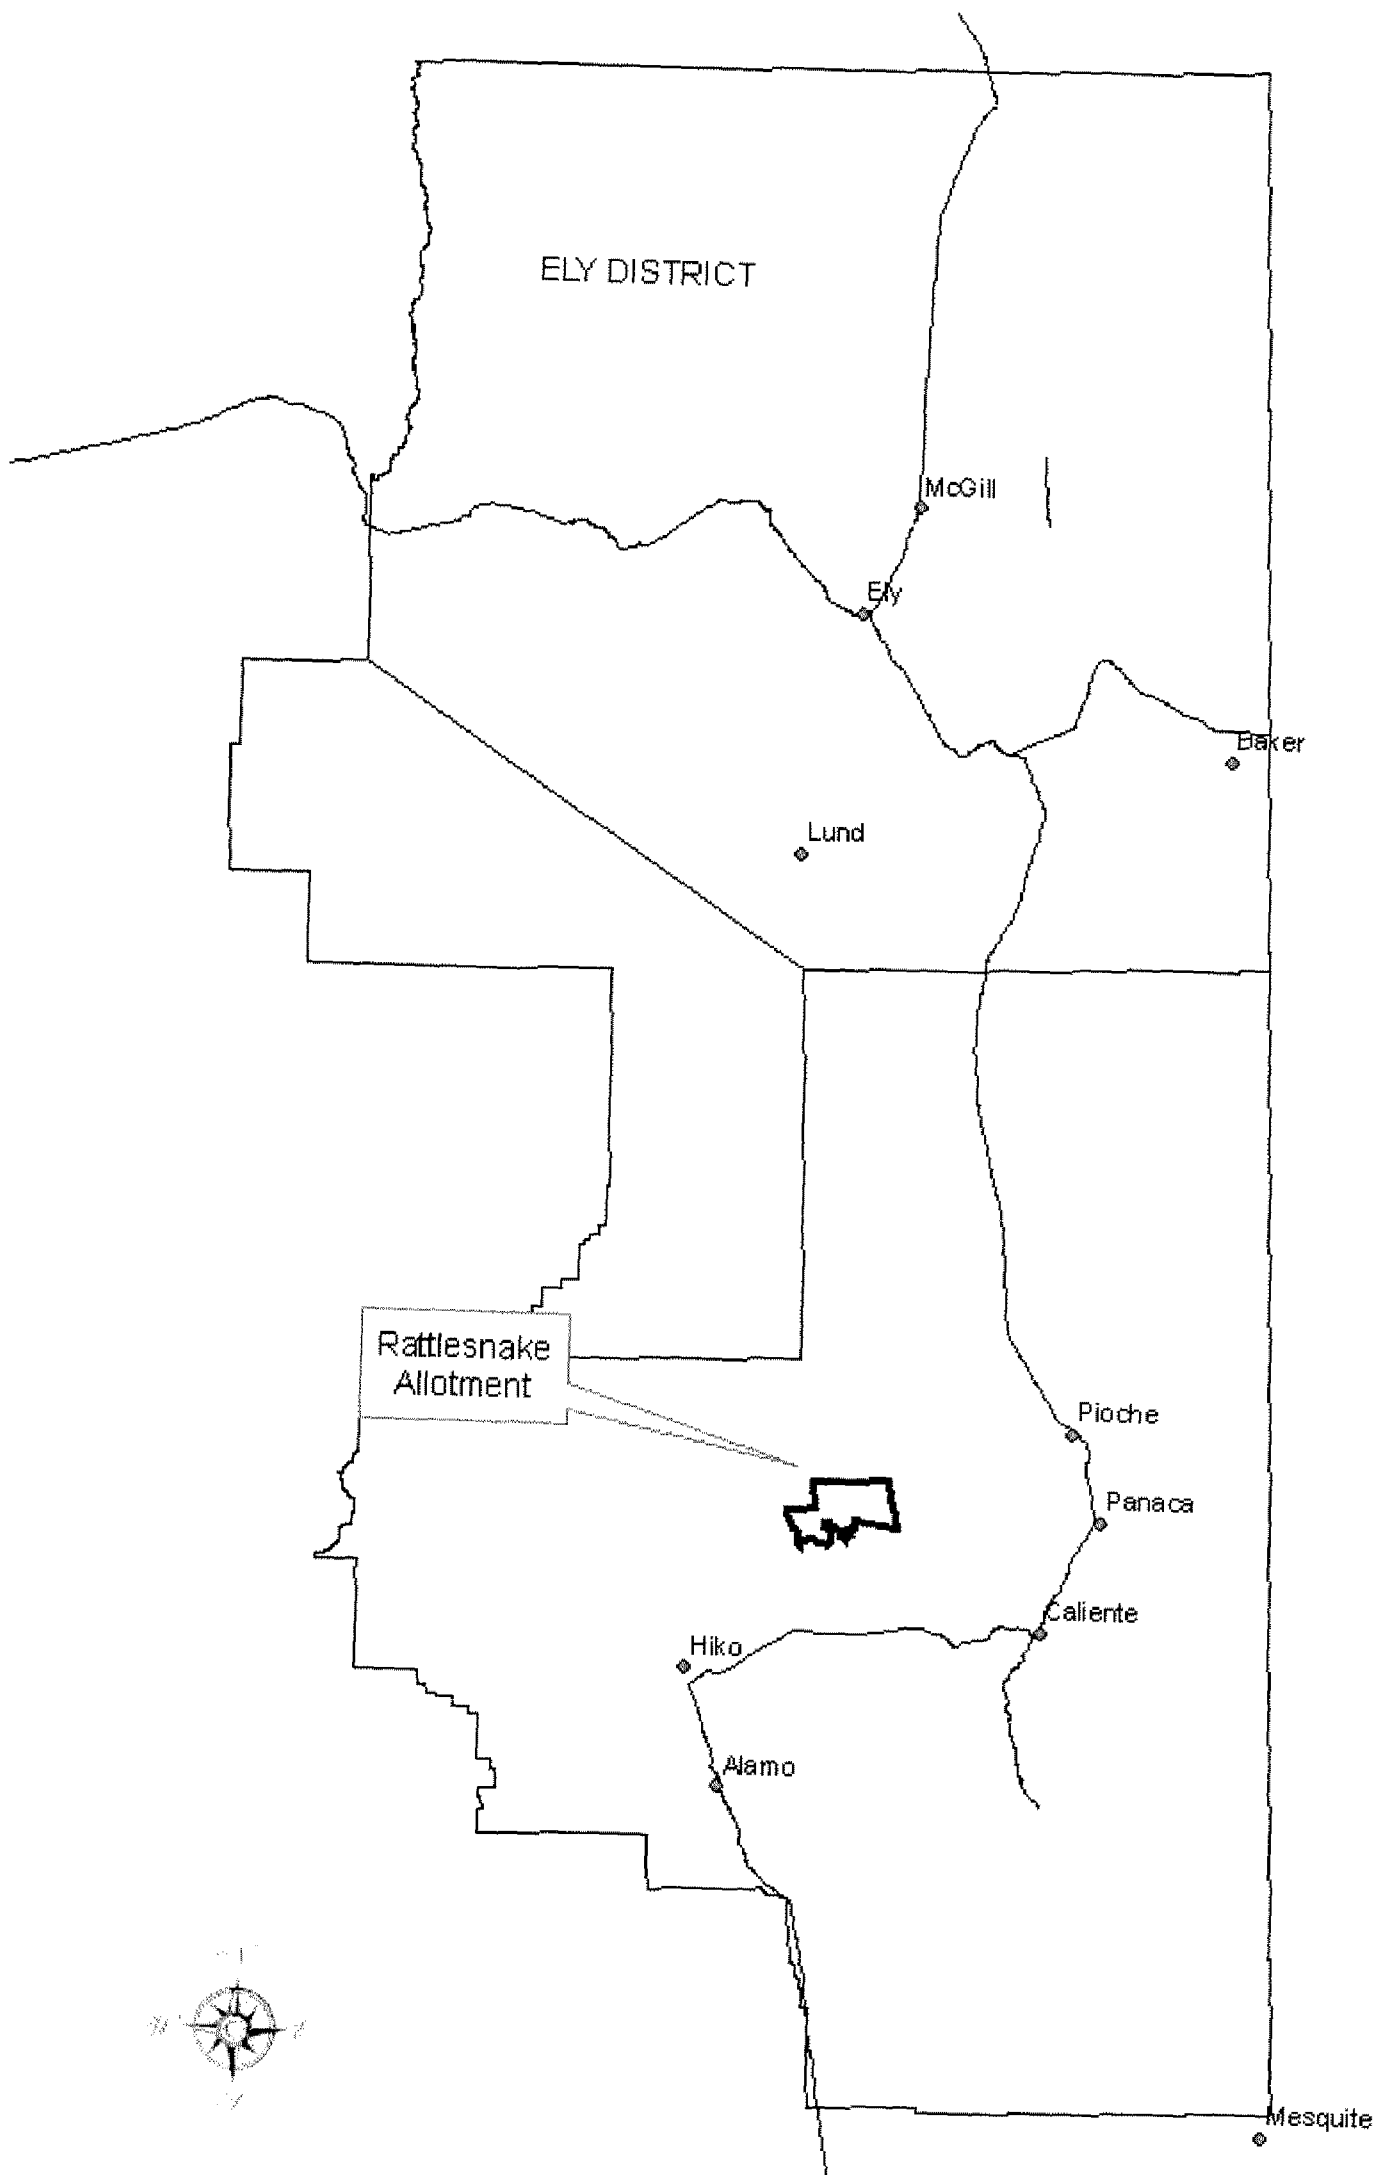 ELY DISTRICT
McGill
Ely
Baker
Lund
Rattlesnake
Allotment
Pioche
Panaca
Caliente
Hiko
Alamo
Mesquite